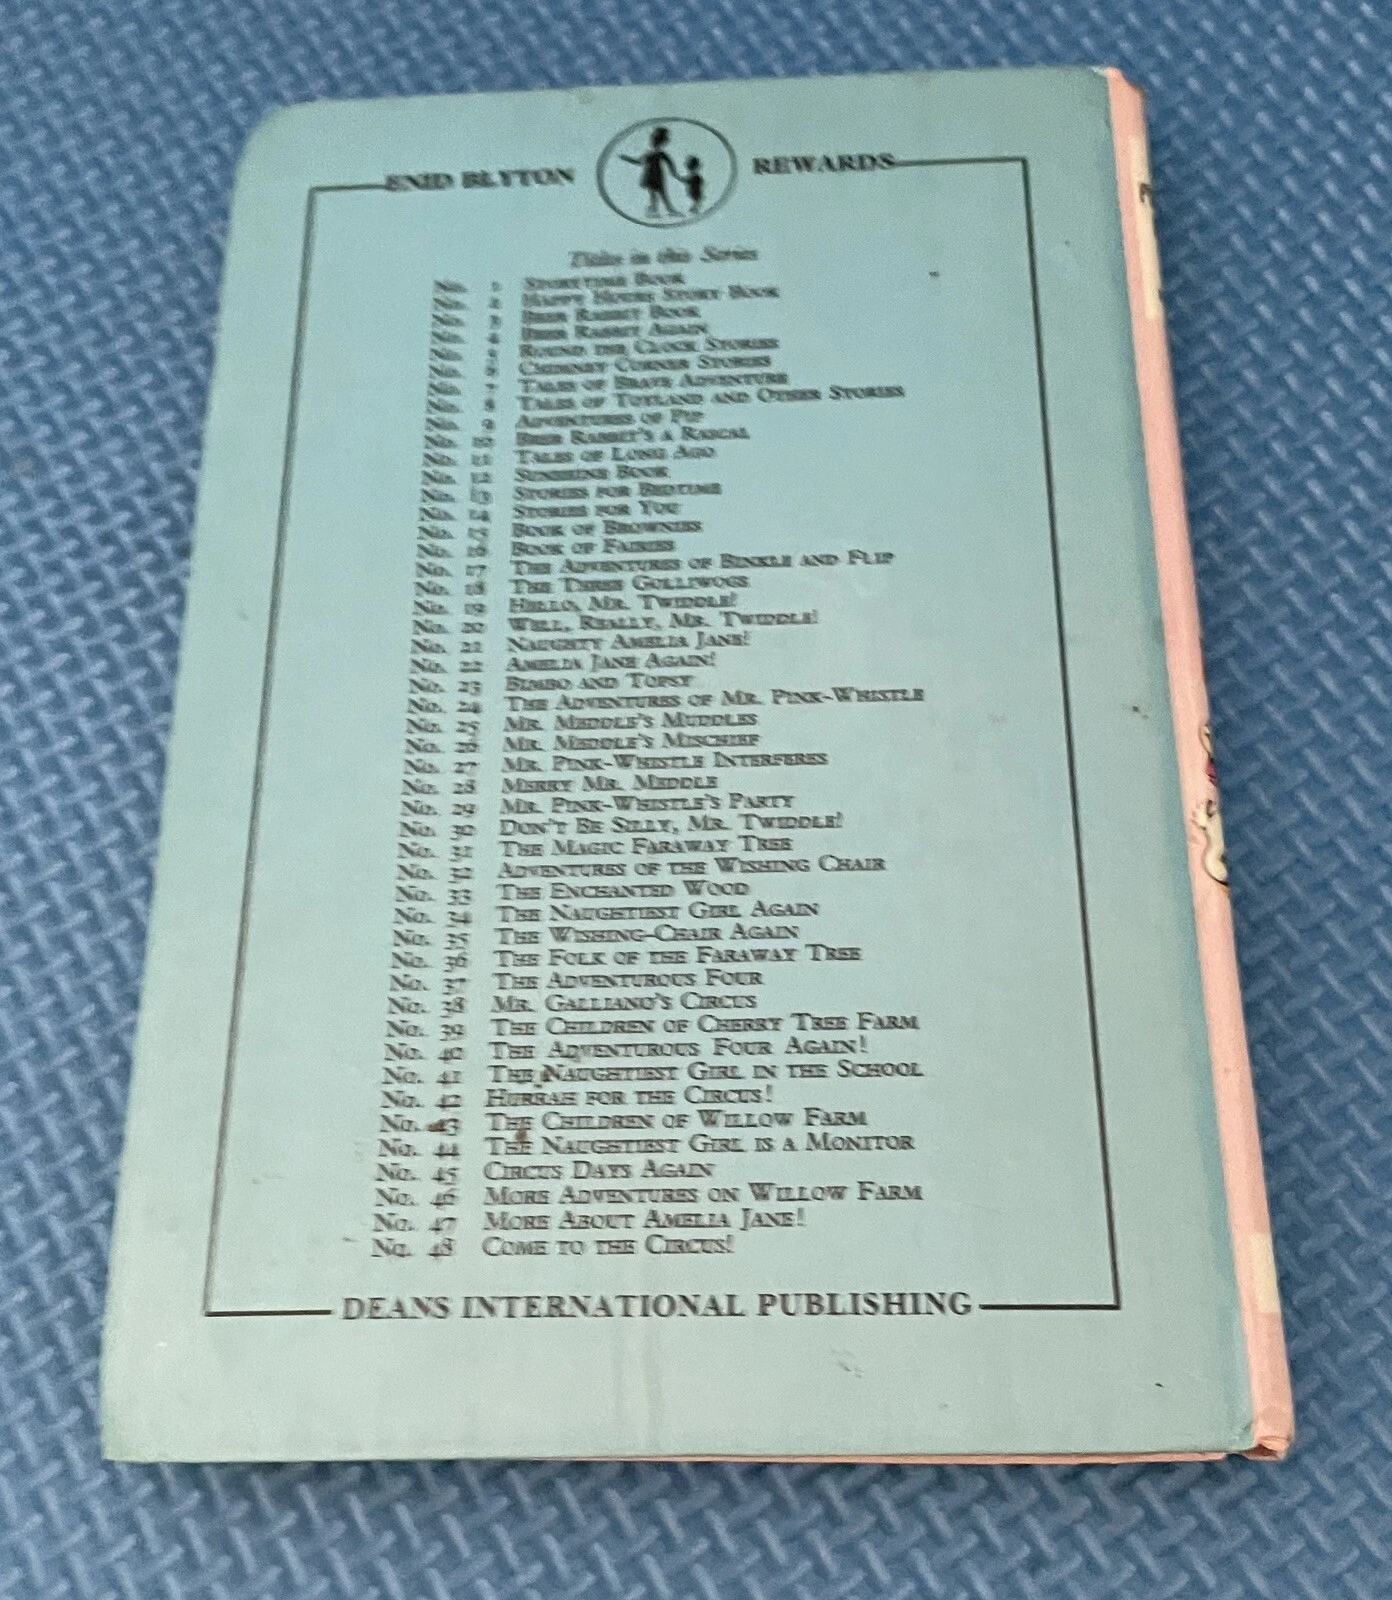 ENID BLYTON REWARDS
Titles in this Series
No. 1 STORYTIME BOOK
No. 2 HAPPY HOURS STORY BOOK
No. 3 BRER RABBIT BOOK
No. 4 BRER RABBIT AGAIN
No. 5 ROUND THE CLOCK STORIES
No. 6 CHIMNEY CORNER STORIES
No. 7 TALES OF BRAVE ADVENTURE
No. 8 TALES OF TOYLAND AND OTHER STORIES
No. 9 ADVENTURES OF PIP
No. 10 BRER RABBIT'S A RASCAL
No. 11 TALES OF LONG AGO
No. 12 SUNSHINE BOOK
No. 13 STORIES FOR BEDTIME
No. 14 STORIES FOR YOU
No. 15 BOOK OF BROWNIES
No. 16 BOOK OF FAIRIES
No. 17 THE ADVENTURES OF BINKLE AND FLIP
No. 18 THE THREE GOLLIWOGS
No. 19 HELLO, MR. TWIDDLE!
No. 20 WELL, REALLY, MR. TWIDDLE!
No. 21 NAUGHTY AMELIA JANE!
No. 22 AMELIA JANE AGAIN!
No. 23 BIMBO AND TOPSY
No. 24 THE ADVENTURES OF MR. PINK-WHISTLE
No. 25 MR. MEDDLE'S MUDDLES
No. 26 MR. MEDDLE'S MISCHIEF
No. 27 MR. PINK-WHISTLE INTERFERES
No. 28 MERRY MR. MEDDLE
No. 29 MR. PINK-WHISTLE'S PARTY
No. 30 DON'T BE SILLY, MR. TWIDDLE!
No. 31 THE MAGIC FARAWAY TREE
No. 32 ADVENTURES OF THE WISHING CHAIR
No. 33 THE ENCHANTED WOOD
No. 34 THE NAUGHTIEST GIRL AGAIN
No. 35 THE WISHING-CHAIR AGAIN
No. 36 THE FOLK OF THE FARAWAY TREE
No. 37 THE ADVENTUROUS FOUR
No. 38 MR. GALLIANO'S CIRCUS
No. 39 THE CHILDREN OF CHERRY TREE FARM
No. 40 THE ADVENTUROUS FOUR AGAIN!
No. 41 THE NAUGHTIEST GIRL IN THE SCHOOL
No. 42 HURRAH FOR THE CIRCUS!
No. 43 THE CHILDREN OF WILLOW FARM
No. 44 THE NAUGHTIEST GIRL IS A MONITOR
No. 45 CIRCUS DAYS AGAIN
No. 46 MORE ADVENTURES ON WILLOW FARM
No. 47 MORE ABOUT AMELIA JANE!
No. 48 COME TO THE CIRCUS!
DEANS INTERNATIONAL PUBLISHING